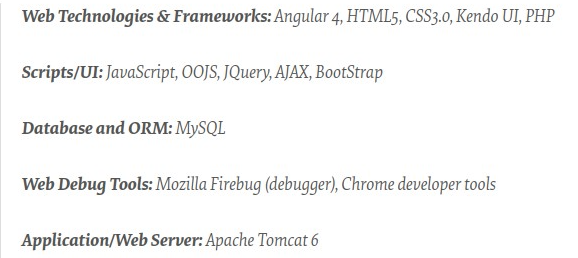 Web Technologies & Frameworks: Angular 4, HTML5, CSS3.0, Kendo UI, PHP
Scripts/UI: JavaScript, OOJS, JQuery, AJAX, BootStrap
Database and ORM: MySQL
Web Debug Tools: Mozilla Firebug (debugger), Chrome developer tools
Application/Web Server: Apache Tomcat 6